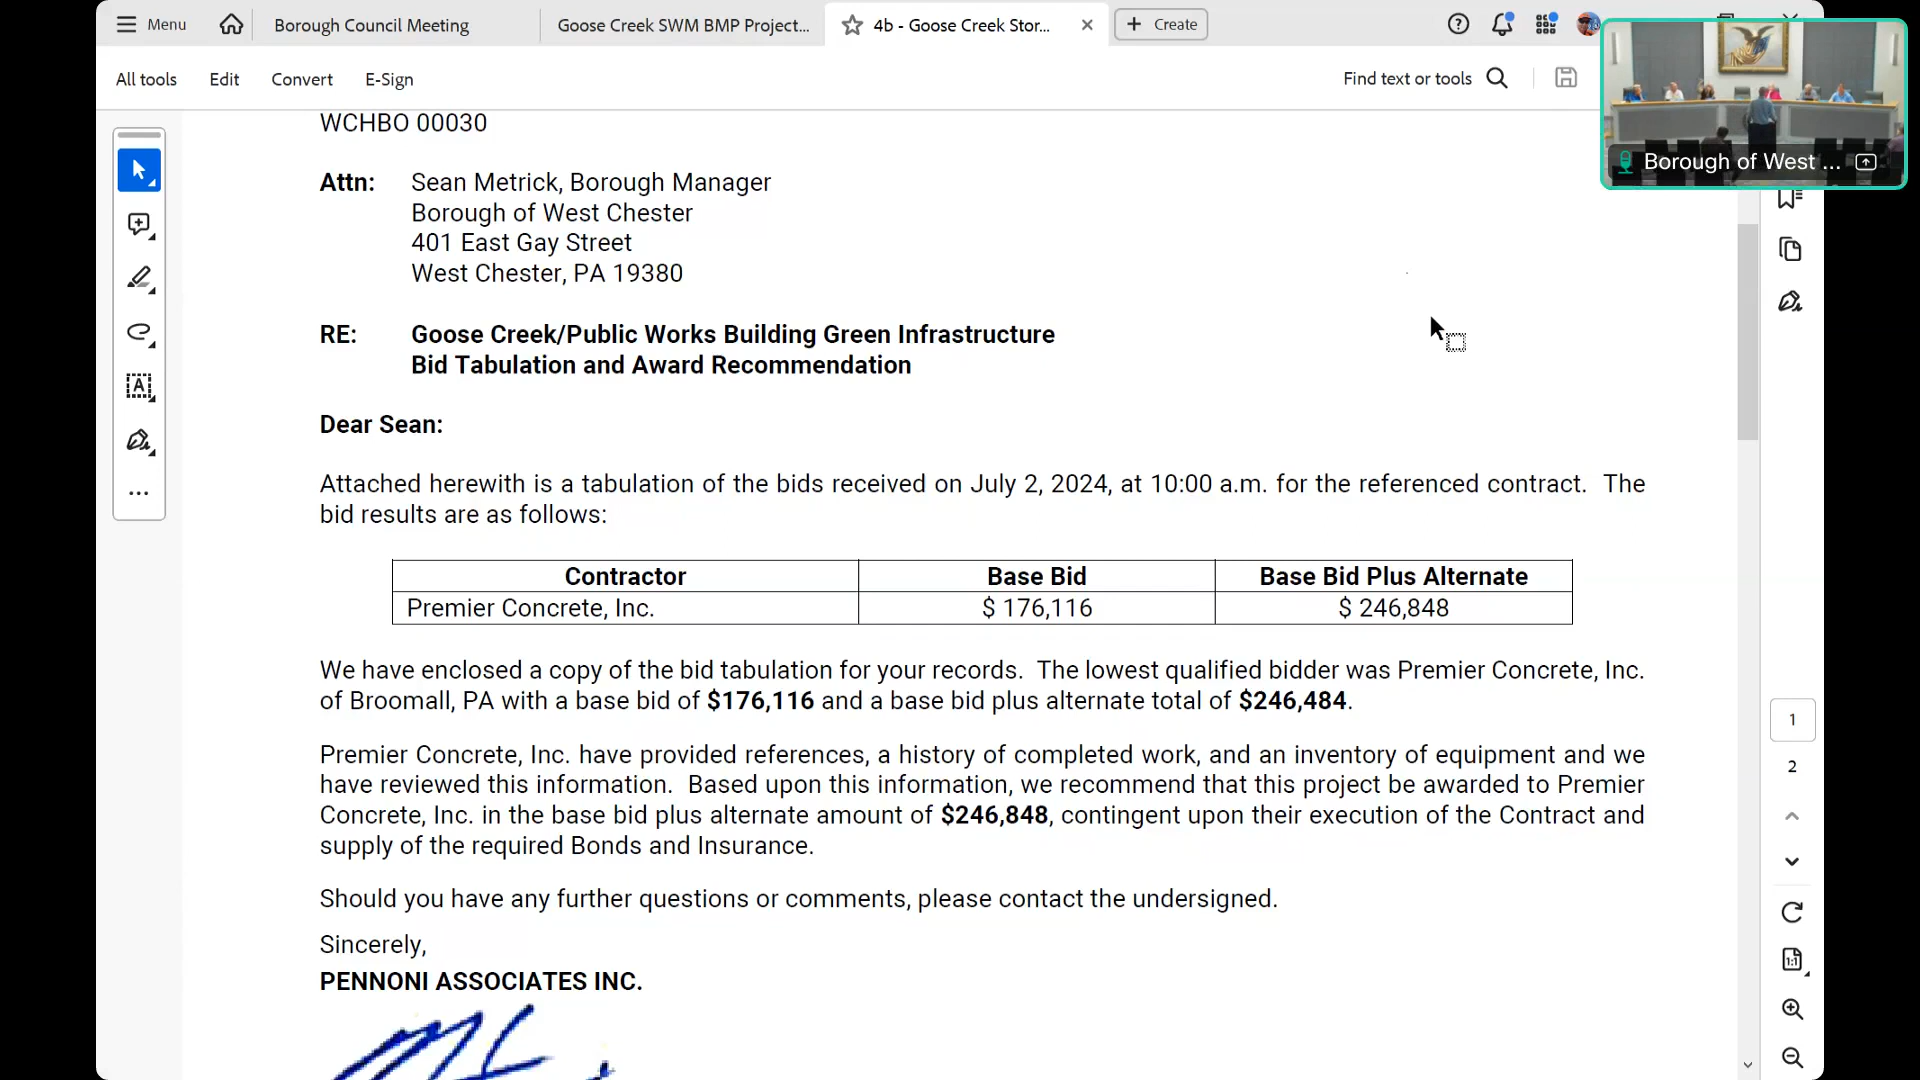 Menu
Borough Council Meeting
Goose Creek SWM BMP Project...
4b - Goose Creek Stor...
Create
All tools
Edit
Convert
E-Sign
Find text or tools
Borough of West ...
WCHBO 00030
Attn: Sean Metrick, Borough Manager
Borough of West Chester
401 East Gay Street
West Chester, PA 19380
RE: Goose Creek/Public Works Building Green Infrastructure
Bid Tabulation and Award Recommendation
Dear Sean:
Attached herewith is a tabulation of the bids received on July 2, 2024, at 10:00 a.m. for the referenced contract. The
bid results are as follows:
Contractor Base Bid Base Bid Plus Alternate
Premier Concrete, Inc. $ 176,116 $ 246,848
We have enclosed a copy of the bid tabulation for your records. The lowest qualified bidder was Premier Concrete, Inc.
of Broomall, PA with a base bid of $176,116 and a base bid plus alternate total of $246,484.
Premier Concrete, Inc. have provided references, a history of completed work, and an inventory of equipment and we
have reviewed this information. Based upon this information, we recommend that this project be awarded to Premier
Concrete, Inc. in the base bid plus alternate amount of $246,848, contingent upon their execution of the Contract and
supply of the required Bonds and Insurance.
Should you have any further questions or comments, please contact the undersigned.
Sincerely,
PENNONI ASSOCIATES INC.
1
2
1:1